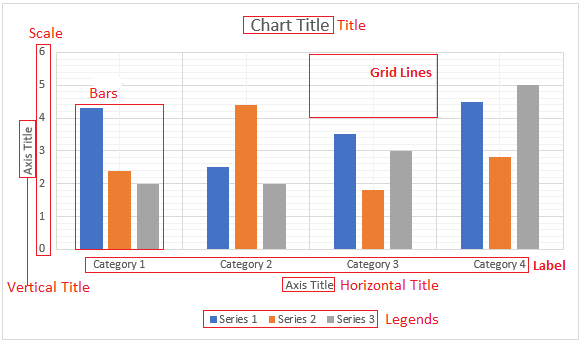 Chart Title Title
Scale
6
5
4
3
2
1
0
Grid Lines
Bars
Axis Title
Category 1 Category 2 Category 3 Category 4 Label
Vertical Title
Axis Title Horizontal Title
Series 1 Series 2 Series 3 Legends